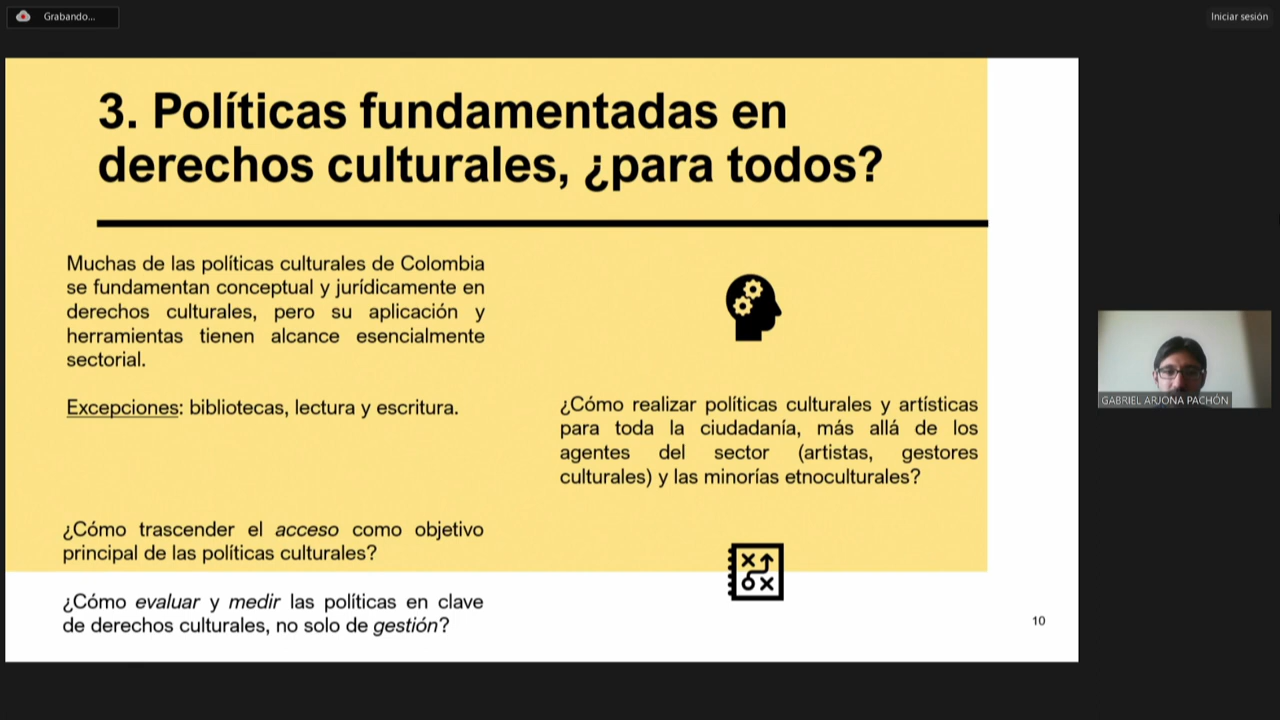 Grabando...
Iniciar sesión
3. Políticas fundamentadas en
derechos culturales, ¿para todos?
Muchas de las políticas culturales de Colombia
se fundamentan conceptual y jurídicamente en
derechos culturales, pero su aplicación y
herramientas tienen alcance esencialmente
sectorial.
Excepciones: bibliotecas, lectura y escritura.
¿Cómo trascender el acceso como objetivo
principal de las políticas culturales?
¿Cómo evaluar y medir las políticas en clave
de derechos culturales, no solo de gestión?
¿Cómo realizar políticas culturales y artísticas
para toda la ciudadanía, más allá de los
agentes del sector (artistas, gestores
culturales) y las minorías etnoculturales?
10
GABRIEL ARJONA PACHÓN